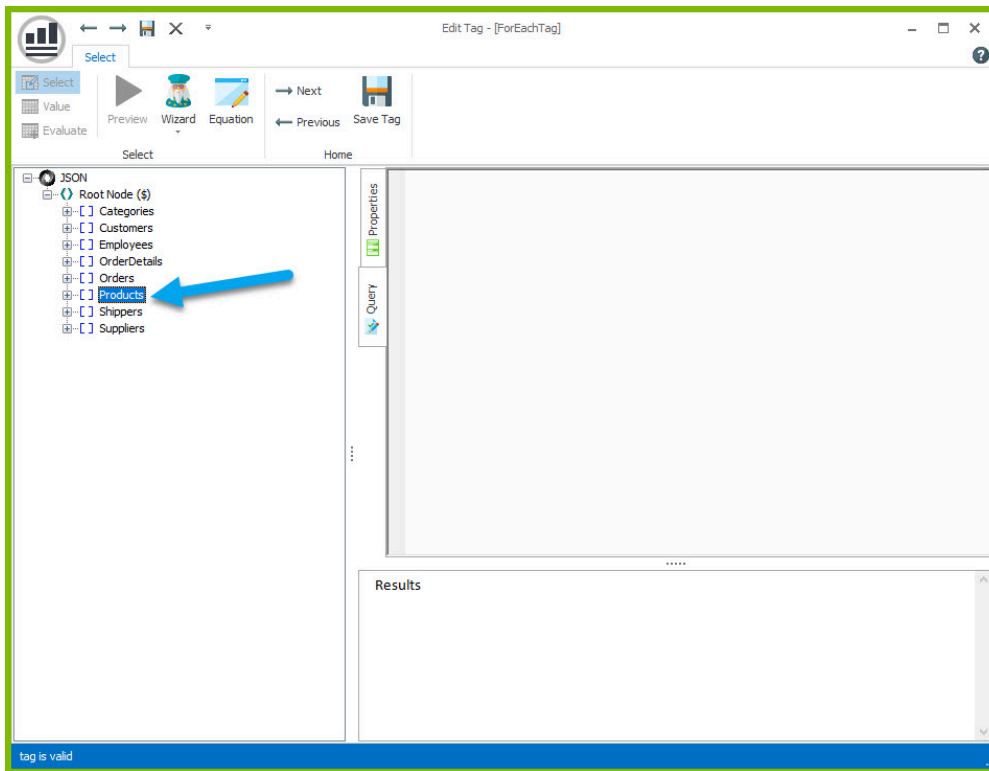 Edit Tag - [ForEachTag]
Select
Select
Value
Evaluate
Preview
Wizard
Equation
Select
Next
Previous
Save Tag
Home
JSON
Root Node ($)
[ ] Categories
[ ] Customers
[ ] Employees
[ ] OrderDetails
[ ] Orders
[ ] Products
[ ] Shippers
[ ] Suppliers
Properties
Query
Results
tag is valid